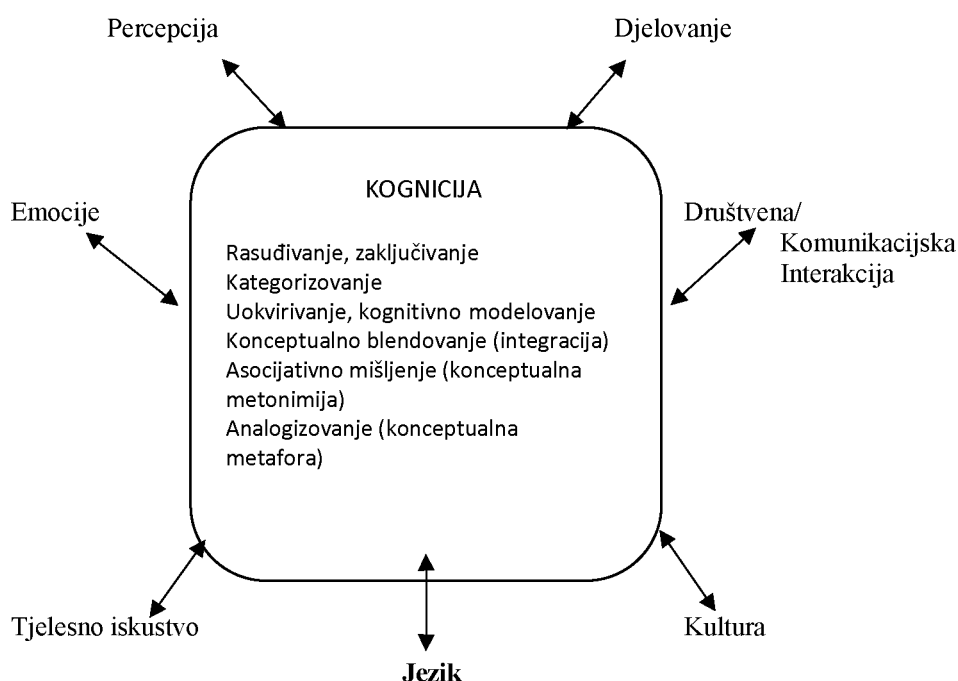 Percepcija
Djelovanje
KOGNICIJA
Emocije
Društvena/
Komunikacijska
Interakcija
Rasuđivanje, zaključivanje
Kategorizovanje
Uokvirivanje, kognitivno modelovanje
Konceptualno blendovanje (integracija)
Asocijativno mišljenje (konceptualna
metonimija)
Analogizovanje (konceptualna
metafora)
Tjelesno iskustvo
Kultura
Jezik